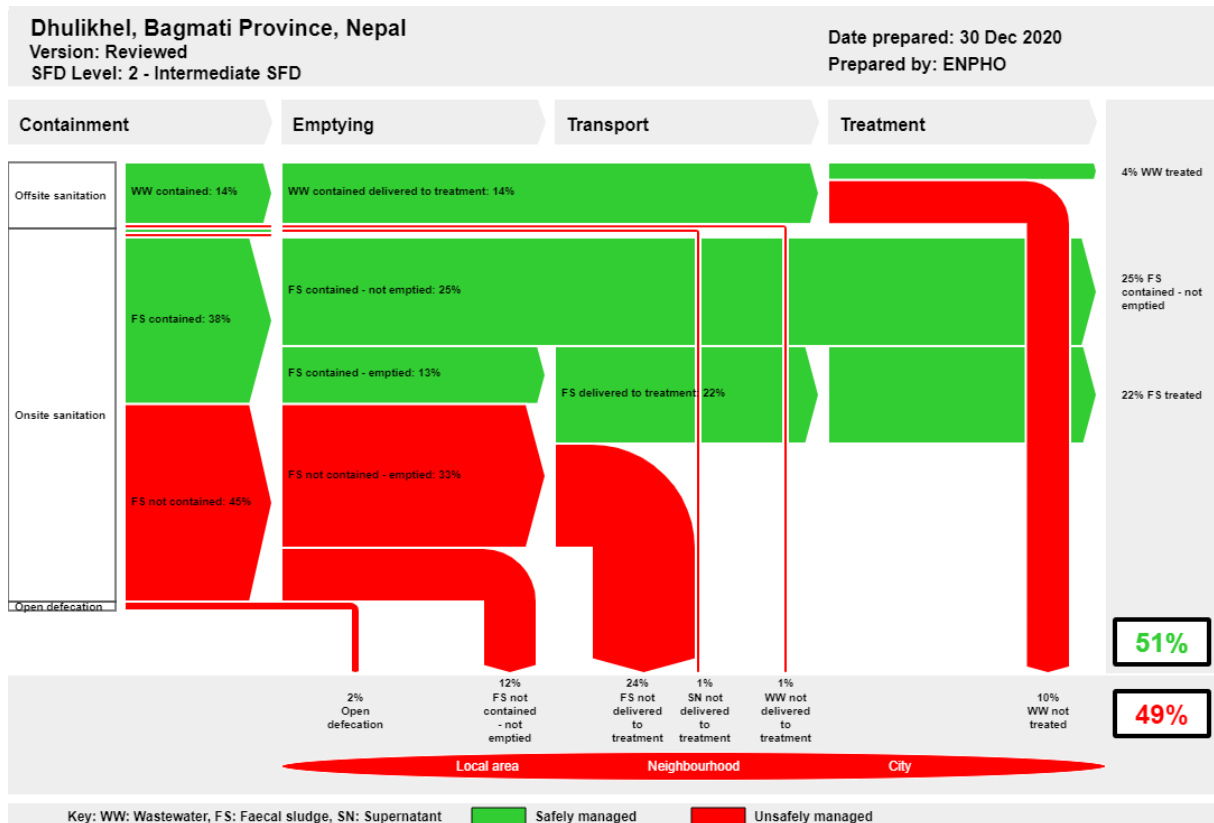 Dhulikhel, Bagmati Province, Nepal
Version: Reviewed
SFD Level: 2 - Intermediate SFD
Date prepared: 30 Dec 2020
Prepared by: ENPHO
Containment
Emptying
Transport
Treatment
Offsite sanitation
WW contained: 14%
WW contained delivered to treatment: 14%
4% WW treated
Onsite sanitation
FS contained: 38%
FS contained - not emptied: 25%
25% FS
contained - not
emptied
FS contained - emptied: 13%
FS delivered to treatment: 22%
22% FS treated
FS not contained: 45%
FS not contained - emptied: 33%
Open defecation
51%
2%
Open
defecation
12%
FS not
contained
- not
emptied
24%
FS not
delivered
to
treatment
1%
SN not
delivered
to
treatment
1%
WW not
delivered
to
treatment
10%
WW not
treated
49%
Local area
Neighbourhood
City
Key: WW: Wastewater, FS: Faecal sludge, SN: Supernatant
Safely managed
Unsafely managed